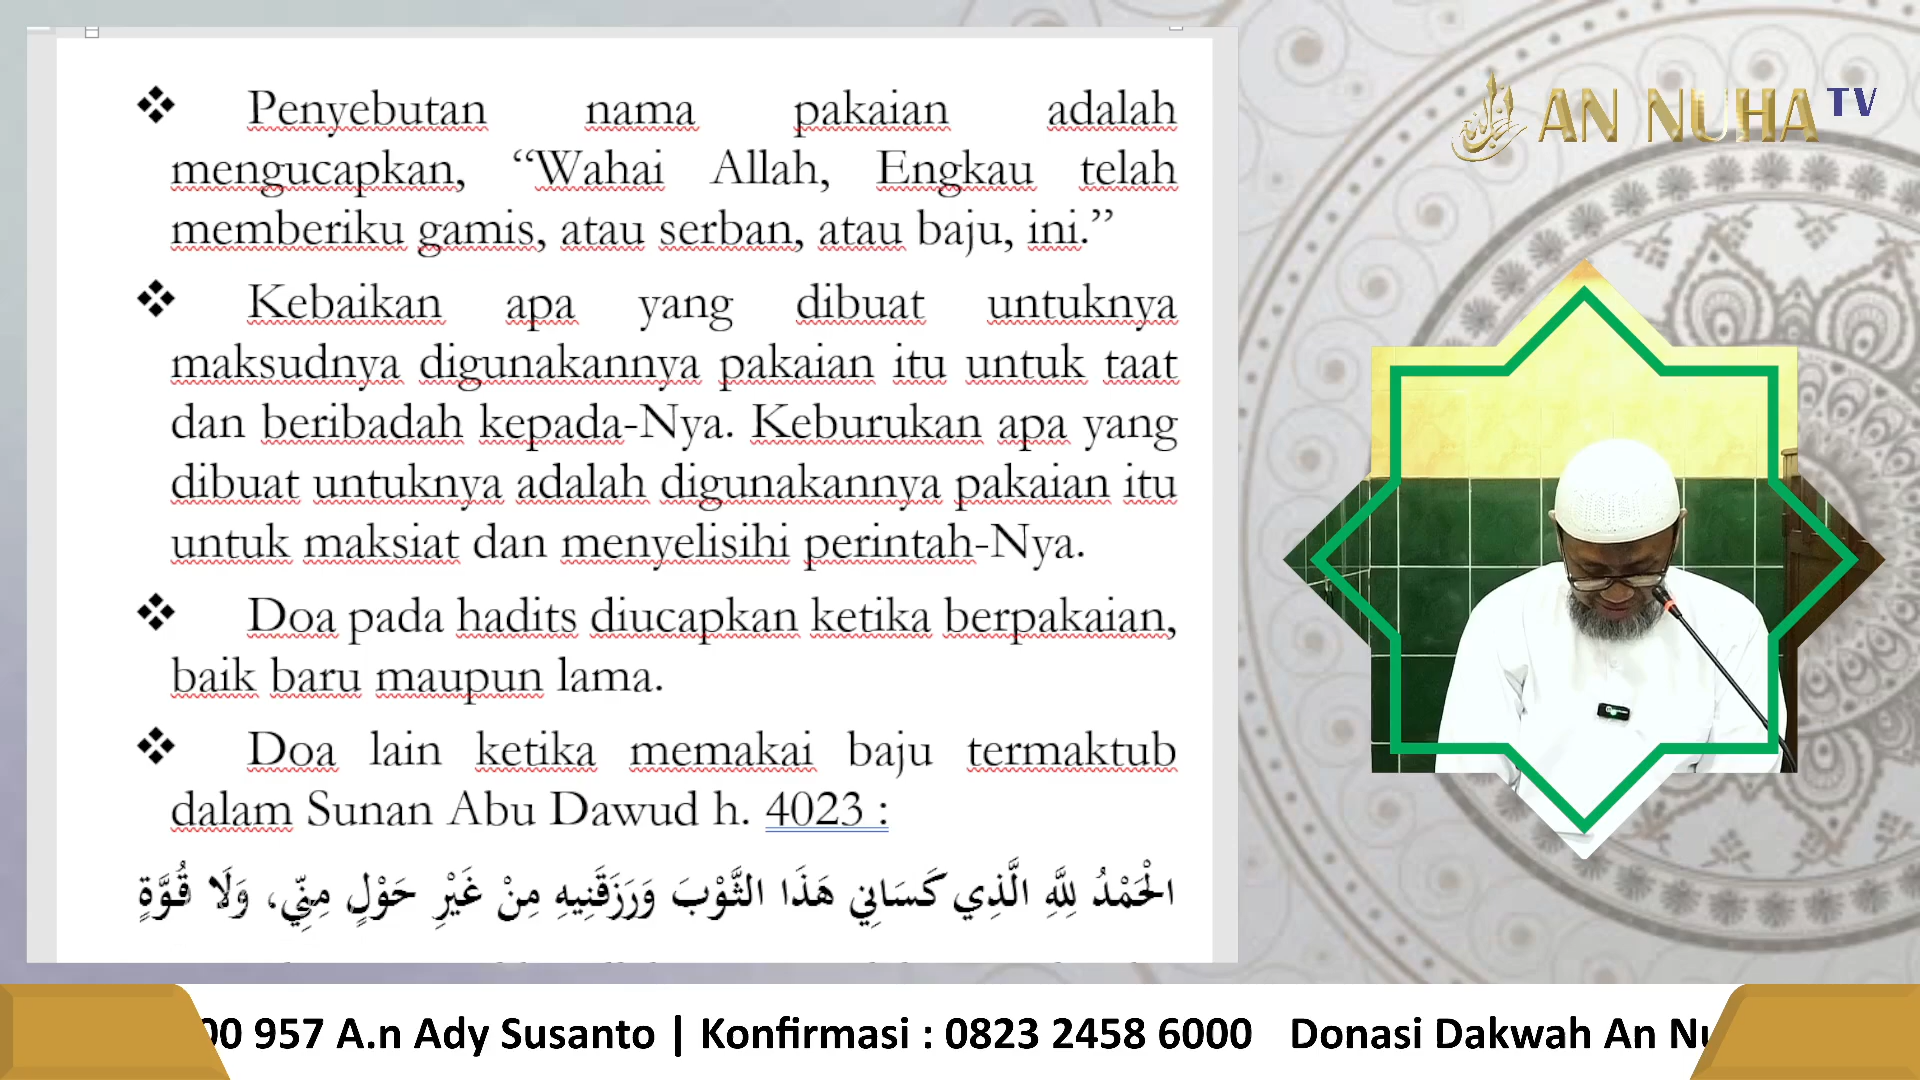 ❖ Penyebutan nama pakaian adalah
mengucapkan, “Wahai Allah, Engkau telah
memberiku gamis, atau serban, atau baju, ini.”
❖ Kebaikan apa yang dibuat untuknya
maksudnya digunakannya pakaian itu untuk taat
dan beribadah kepada-Nya. Keburukan apa yang
dibuat untuknya adalah digunakannya pakaian itu
untuk maksiat dan menyelisihi perintah-Nya.
❖ Doa pada hadits diucapkan ketika berpakaian,
baik baru maupun lama.
❖ Doa lain ketika memakai baju termaktub
dalam Sunan Abu Dawud h. 4023 :
الْحَمْدُ لِلَّهِ الَّذِي كَسَانِي هَذَا الثَّوْبَ وَرَزَقَنِيهِ مِنْ غَيْرِ حَوْلٍ مِنِّي، وَلَا قُوَّةٍ
AN NUHA TV
00 957 A.n Ady Susanto | Konfirmasi : 0823 2458 6000 Donasi Dakwah An Nu